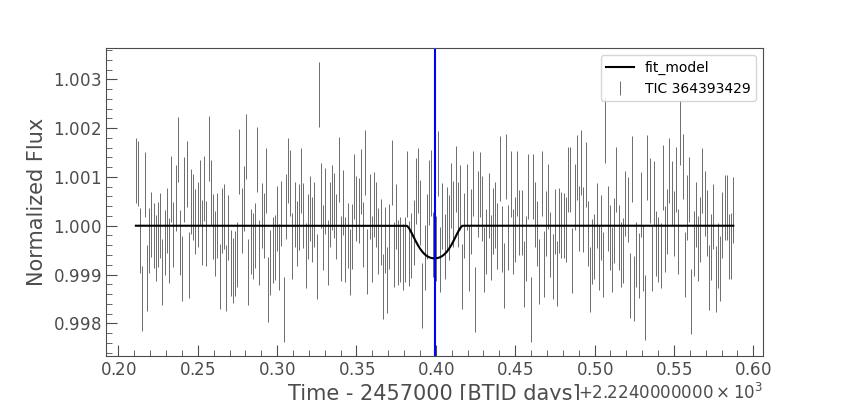 fit_model
TIC 364393429
Normalized Flux
1.003
1.002
1.001
1.000
0.999
0.998
0.20 0.25 0.30 0.35 0.40 0.45 0.50 0.55 0.60
Time - 2457000 [BTJD days]
+2.2240000000 × 10³